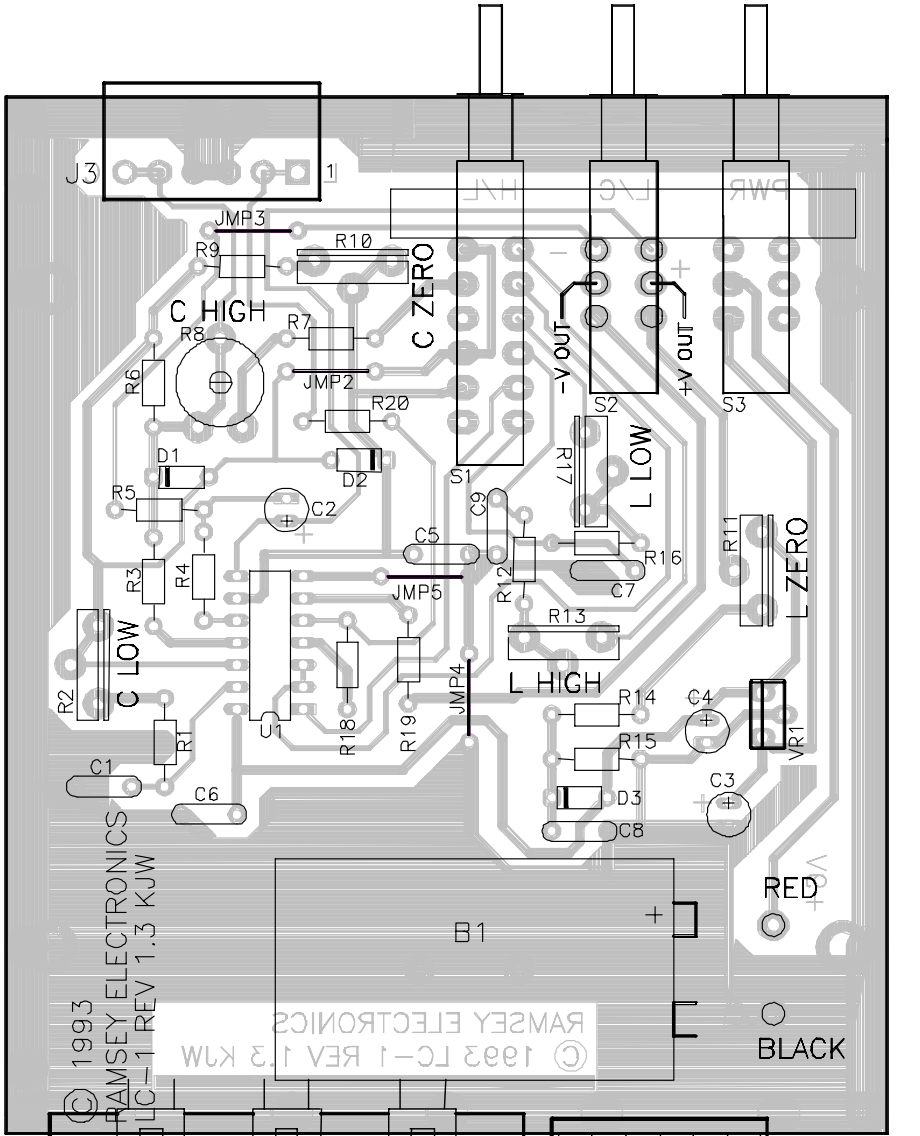 J3
1
H/L
L/C
PWR
JMP3
R9
R10
C ZERO
-
+
C HIGH
R8
R7
-V OUT
+V OUT
JMP2
R6
R20
S2
S3
D1
D2
S1
R17
L LOW
R5
C2
+
+
C9
C5
R11
L ZERO
R16
R3
R4
R12
C7
JMP5
R13
R2
C LOW
L HIGH
R1
U1
R18
R19
JMP4
R14
C4
+
R15
VR1
C1
C6
D3
C3
+
+
C8
RED
V9+
B1
+
© 1993
RAMSEY ELECTRONICS
LC-1 REV 1.3 KJW
RAMSEY ELECTRONICS
© 1993 LC-1 REV 1.3 KJW
BLACK